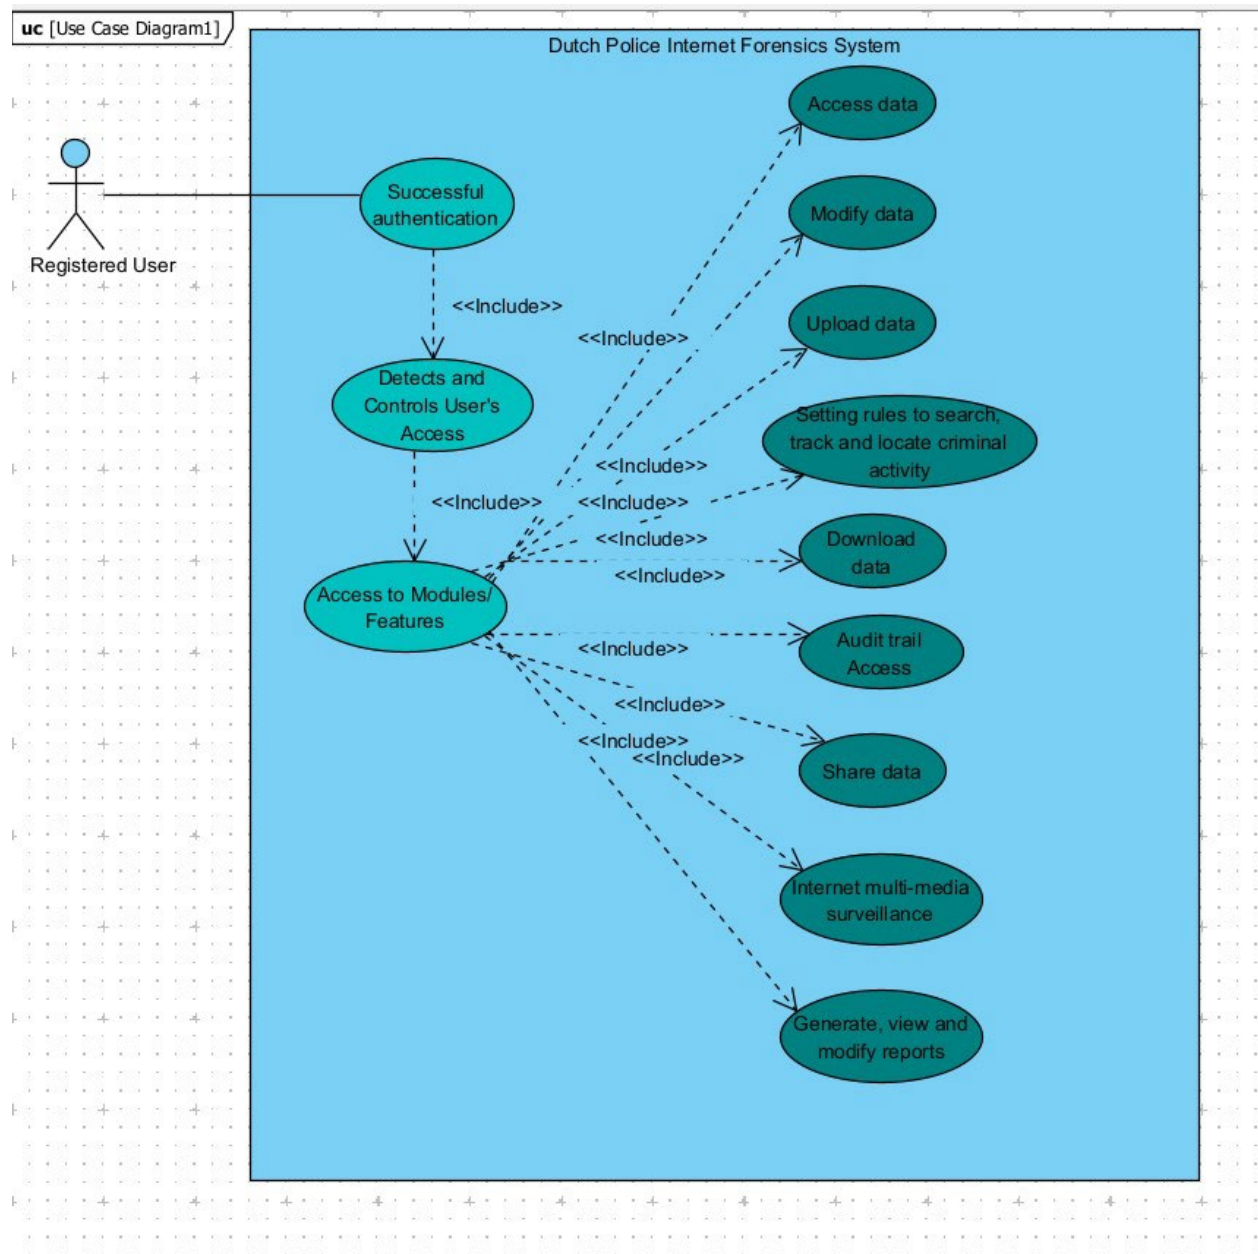 uc [Use Case Diagram1]
Dutch Police Internet Forensics System
Access data
Successful
authentication
Modify data
Registered User
<<Include>>
Upload data
<<Include>>
Detects and
Controls User's
Access
Setting rules to search,
track and locate criminal
activity
<<Include>>
<<Include>>
<<Include>>
<<Include>>
Download
data
<<Include>>
Access to Modules/
Features
Audit trail
Access
<<Include>>
<<Include>>
<<Include>>
<<Include>>
Share data
Internet multi-media
surveillance
Generate, view and
modify reports